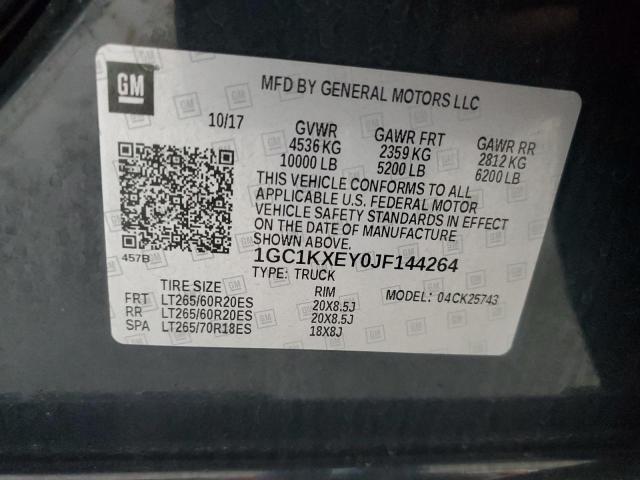 GM
MFD BY GENERAL MOTORS LLC
10/17
GVWR
4536 KG
10000 LB
GAWR FRT
2359 KG
5200 LB
GAWR RR
2812 KG
6200 LB
THIS VEHICLE CONFORMS TO ALL
APPLICABLE U.S. FEDERAL MOTOR
VEHICLE SAFETY STANDARDS IN EFFECT
ON THE DATE OF MANUFACTURE
SHOWN ABOVE.
457B
1GC1KXEY0JF144264
TYPE: TRUCK
TIRE SIZE RIM
MODEL: 04CK25743
FRT LT265/60R20ES 20X8.5J
RR LT265/60R20ES 20X8.5J
SPA LT265/70R18ES 18X8J